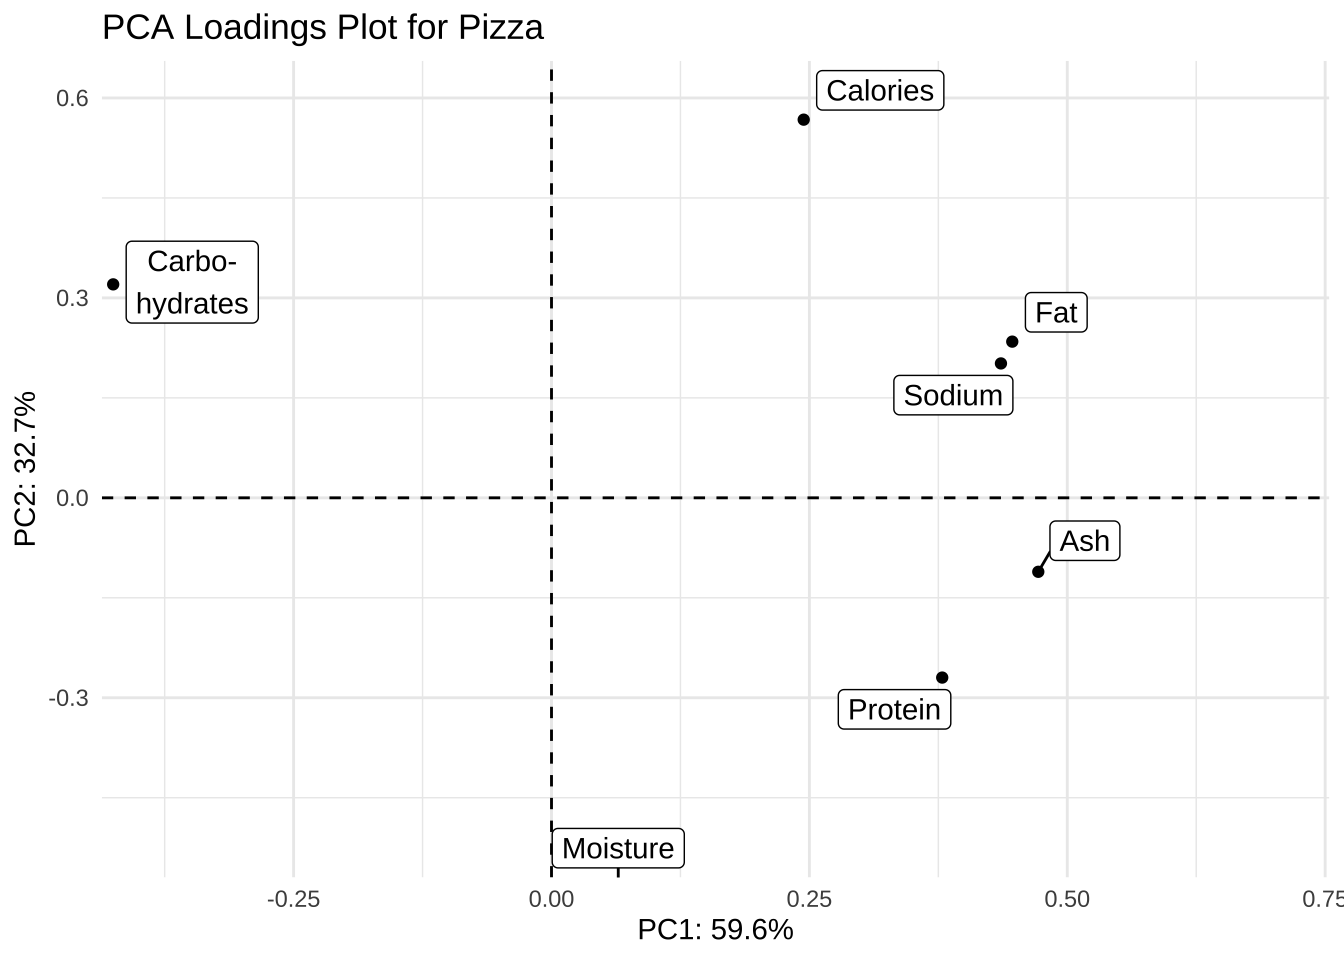 PCA Loadings Plot for Pizza
Calories
0.6
Carbo-
hydrates
0.3
Fat
Sodium
PC2: 32.7%
0.0
Ash
-0.3
Protein
Moisture
-0.25
0.00
0.25
0.50
0.75
PC1: 59.6%